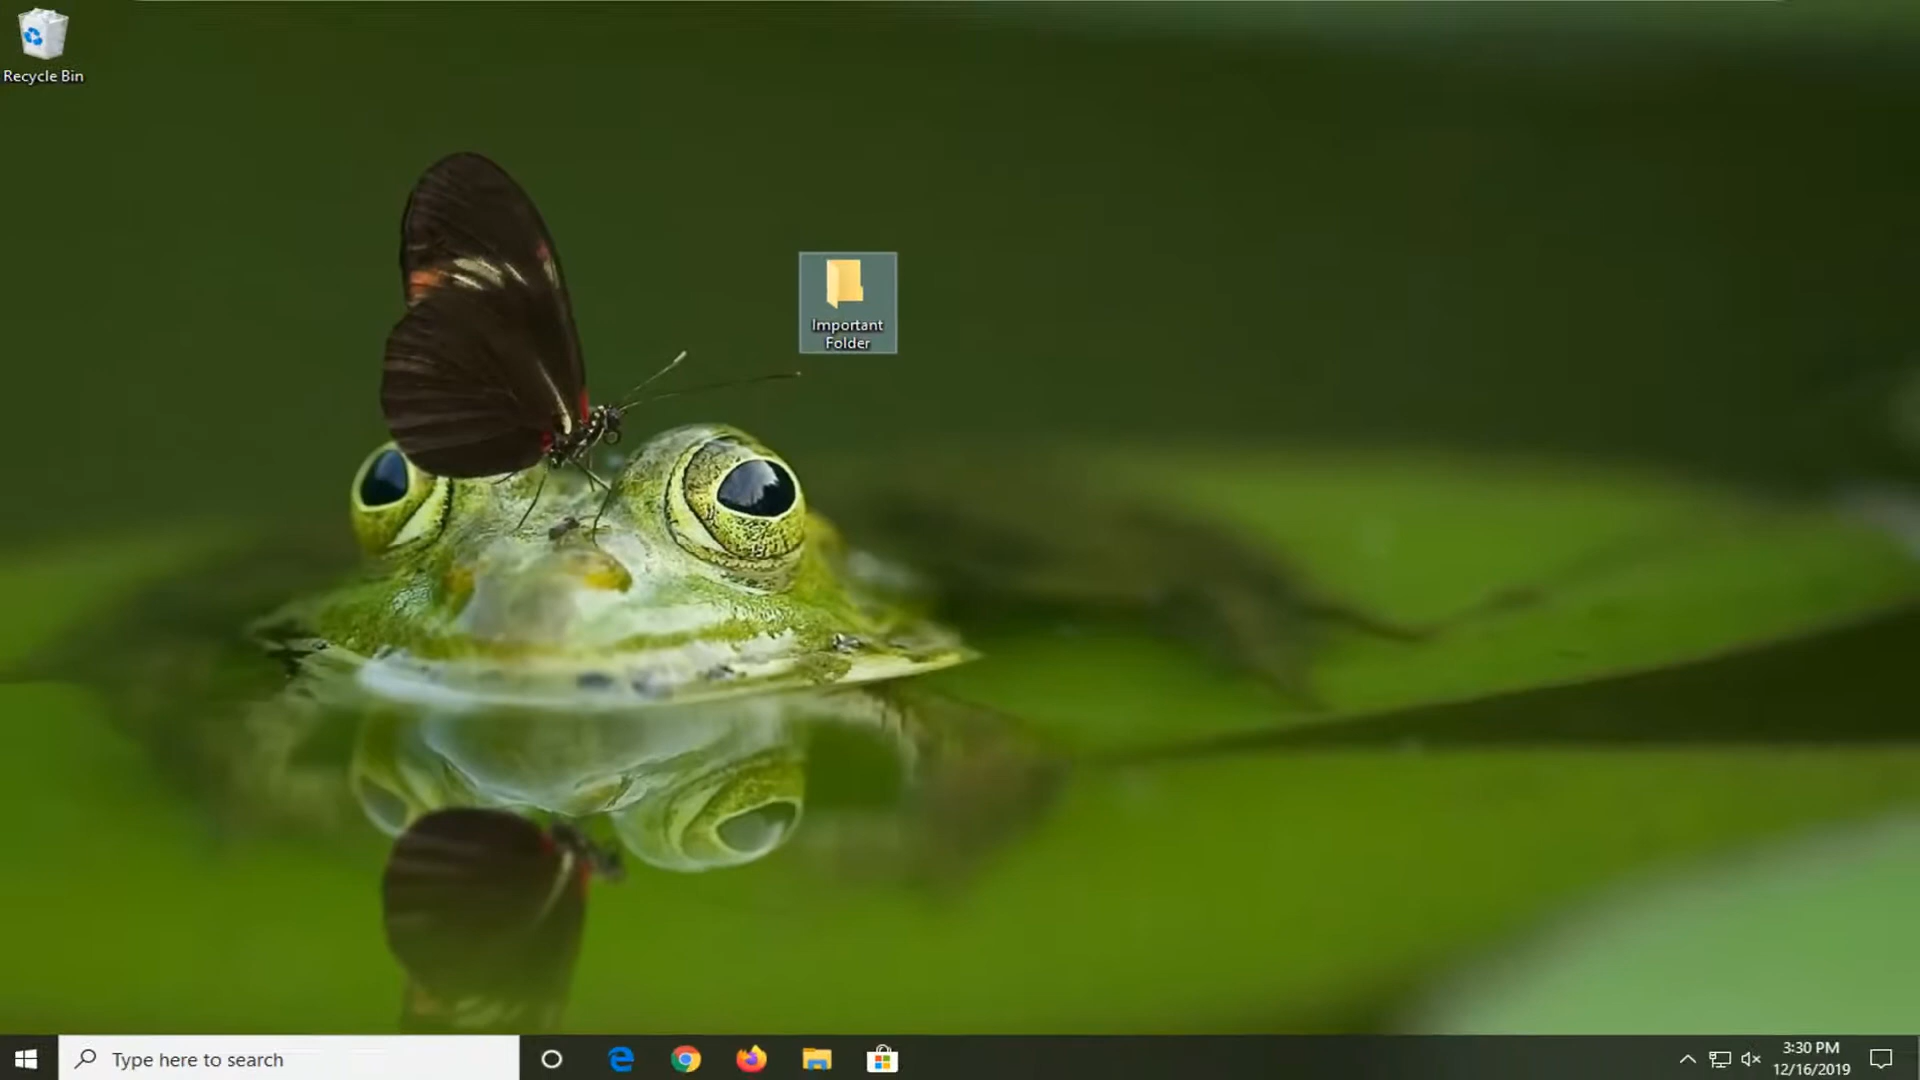 Recycle Bin
Important
Folder
Type here to search
3:30 PM
12/16/2019